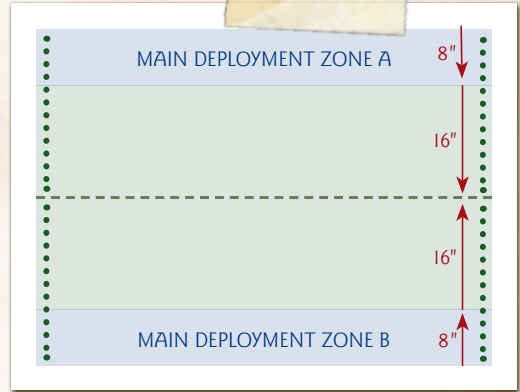 MAIN DEPLOYMENT ZONE A
8"
16"
16"
MAIN DEPLOYMENT ZONE B
8"